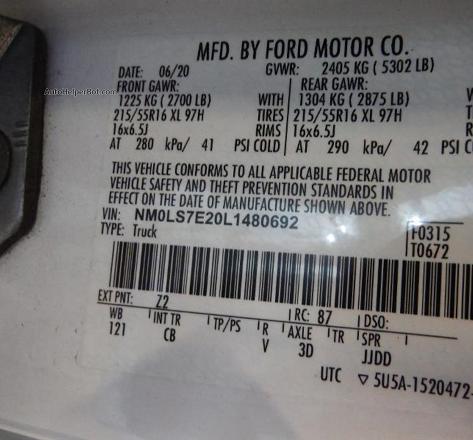 MFD. BY FORD MOTOR CO.
DATE: 06/20 GVWR: 2405 KG ( 5302 LB)
FRONT GAWR: REAR GAWR:
1225 KG ( 2700 LB) WITH 1304 KG ( 2875 LB)
215/55R16 XL 97H TIRES 215/55R16 XL 97H
16x6.5J RIMS 16x6.5J
AT 280 kPa/ 41 PSI COLD AT 290 kPa/ 42 PSI CO
THIS VEHICLE CONFORMS TO ALL APPLICABLE FEDERAL MOTOR
VEHICLE SAFETY AND THEFT PREVENTION STANDARDS IN
EFFECT ON THE DATE OF MANUFACTURE SHOWN ABOVE.
VIN: NM0LS7E20L1480692
TYPE: Truck
F0315
T0672
EXT PNT: Z2 RC: 87 DSO:
WB INT TR TP/PS R AXLE TR SPR
121 CB V 3D JJDD
UTC ▽ 5U5A-1520472-
AutoHelperBot.com